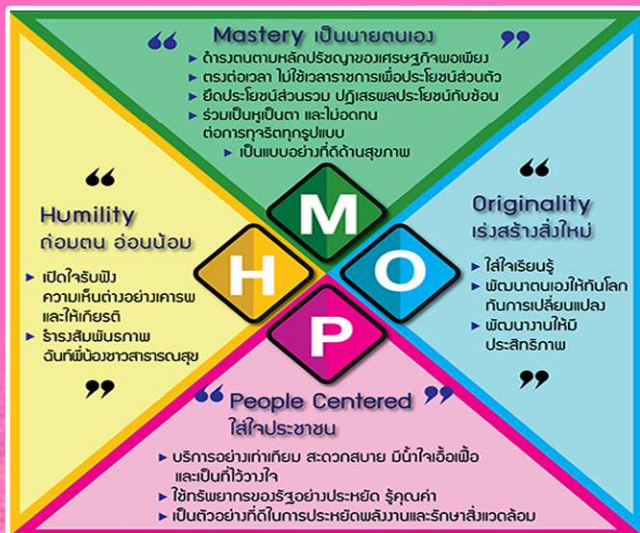 Mastery เป็นนายตนเอง
▸ ดำรงตนตามหลักปรัชญาของเศรษฐกิจพอเพียง
▸ ตรงต่อเวลา ไม่ใช้เวลาราชการเพื่อประโยชน์ส่วนตัว
▸ ยึดประโยชน์ส่วนรวม ปฏิเสธผลประโยชน์ทับซ้อน
▸ ร่วมเป็นหูเป็นตา และไม่อดทน
ต่อการทุจริตทุกรูปแบบ
▸ เป็นแบบอย่างที่ดีด้านสุขภาพ
M
Originality
เร่งสร้างสิ่งใหม่
▸ ใส่ใจเรียนรู้
▸ พัฒนาตนเองให้ทันโลก
ทันการเปลี่ยนแปลง
▸ พัฒนางานให้มี
ประสิทธิภาพ
O
People Centered
ใส่ใจประชาชน
▸ บริการอย่างเท่าเทียม สะดวกสบาย มีน้ำใจเอื้อเฟื้อ
และเป็นที่ไว้วางใจ
▸ ใช้ทรัพยากรของรัฐอย่างประหยัด รู้คุณค่า
▸ เป็นตัวอย่างที่ดีในการประหยัดพลังงานและรักษาสิ่งแวดล้อม
P
Humility
ถ่อมตน อ่อนน้อม
▸ เปิดใจรับฟัง
ความเห็นต่างอย่างเคารพ
และให้เกียรติ
▸ ธำรงสัมพันธภาพ
ฉันท์พี่น้องชาวสาธารณสุข
H